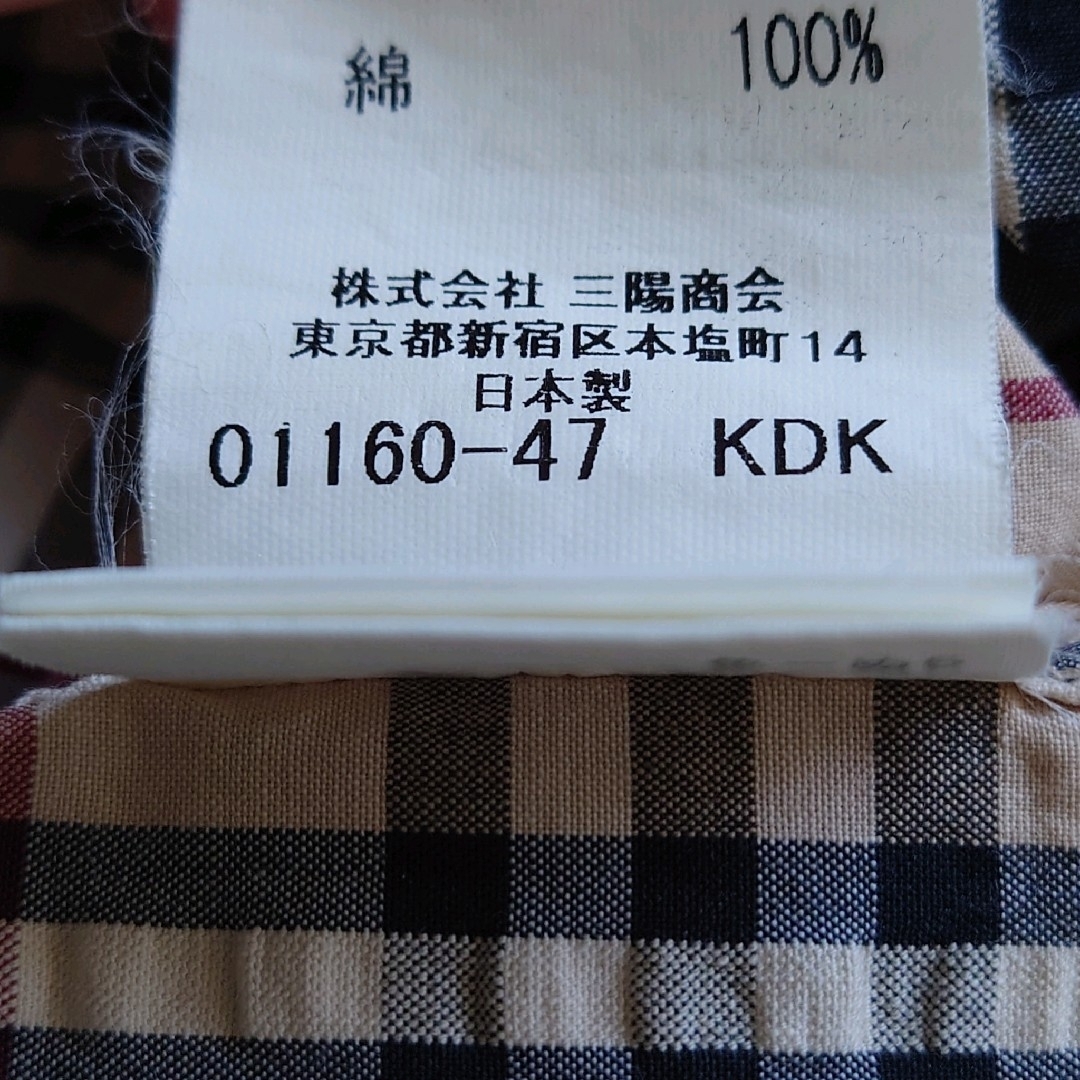 綿 100%
株式会社 三陽商会
東京都新宿区本塩町14
日本製
01160-47 KDK